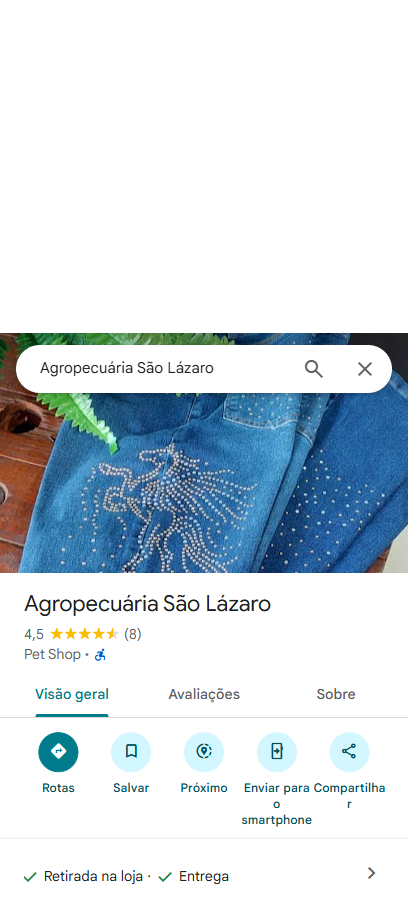 Agropecuária São Lázaro
Agropecuária São Lázaro
4,5 (8)
Pet Shop ·
Visão geral Avaliações Sobre
Rotas Salvar Próximo Enviar para o smartphone Compartilhar
Retirada na loja · Entrega